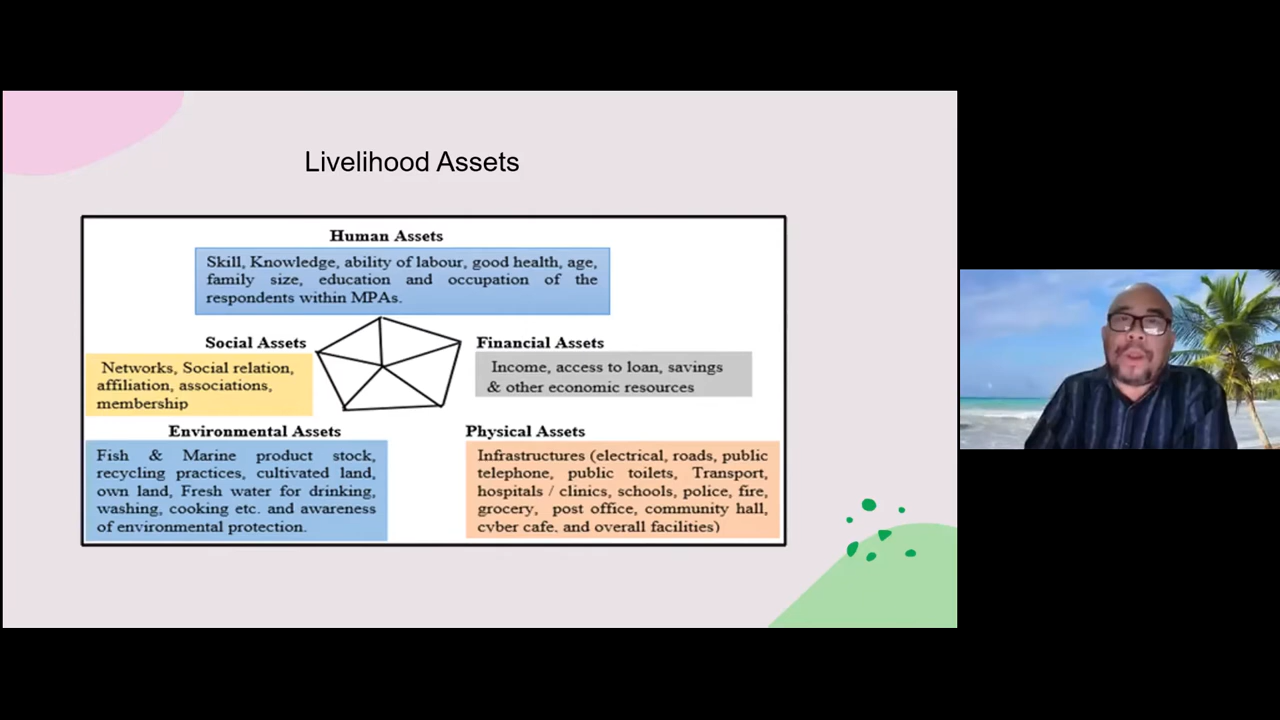 Livelihood Assets
Human Assets
Skill, Knowledge, ability of labour, good health, age,
family size, education and occupation of the
respondents within MPAs.
Social Assets
Networks, Social relation,
affiliation, associations,
membership
Financial Assets
Income, access to loan, savings
& other economic resources
Environmental Assets
Fish & Marine product stock,
recycling practices, cultivated land,
own land, Fresh water for drinking,
washing, cooking etc. and awareness
of environmental protection.
Physical Assets
Infrastructures (electrical, roads, public
telephone, public toilets, Transport,
hospitals / clinics, schools, police, fire,
grocery, post office, community hall,
cyber cafe. and overall facilities)